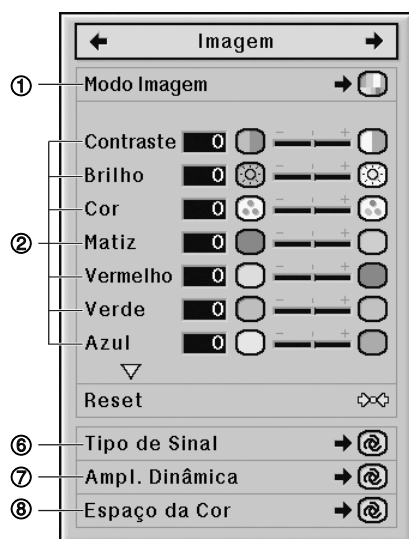 Imagem
① Modo Imagem
Contraste 0 - +
Brilho 0 - +
Cor 0 - +
② Matiz 0 - +
Vermelho 0 - +
Verde 0 - +
Azul 0 - +
Reset
⑥ Tipo de Sinal
⑦ Ampl. Dinâmica
⑧ Espaço da Cor